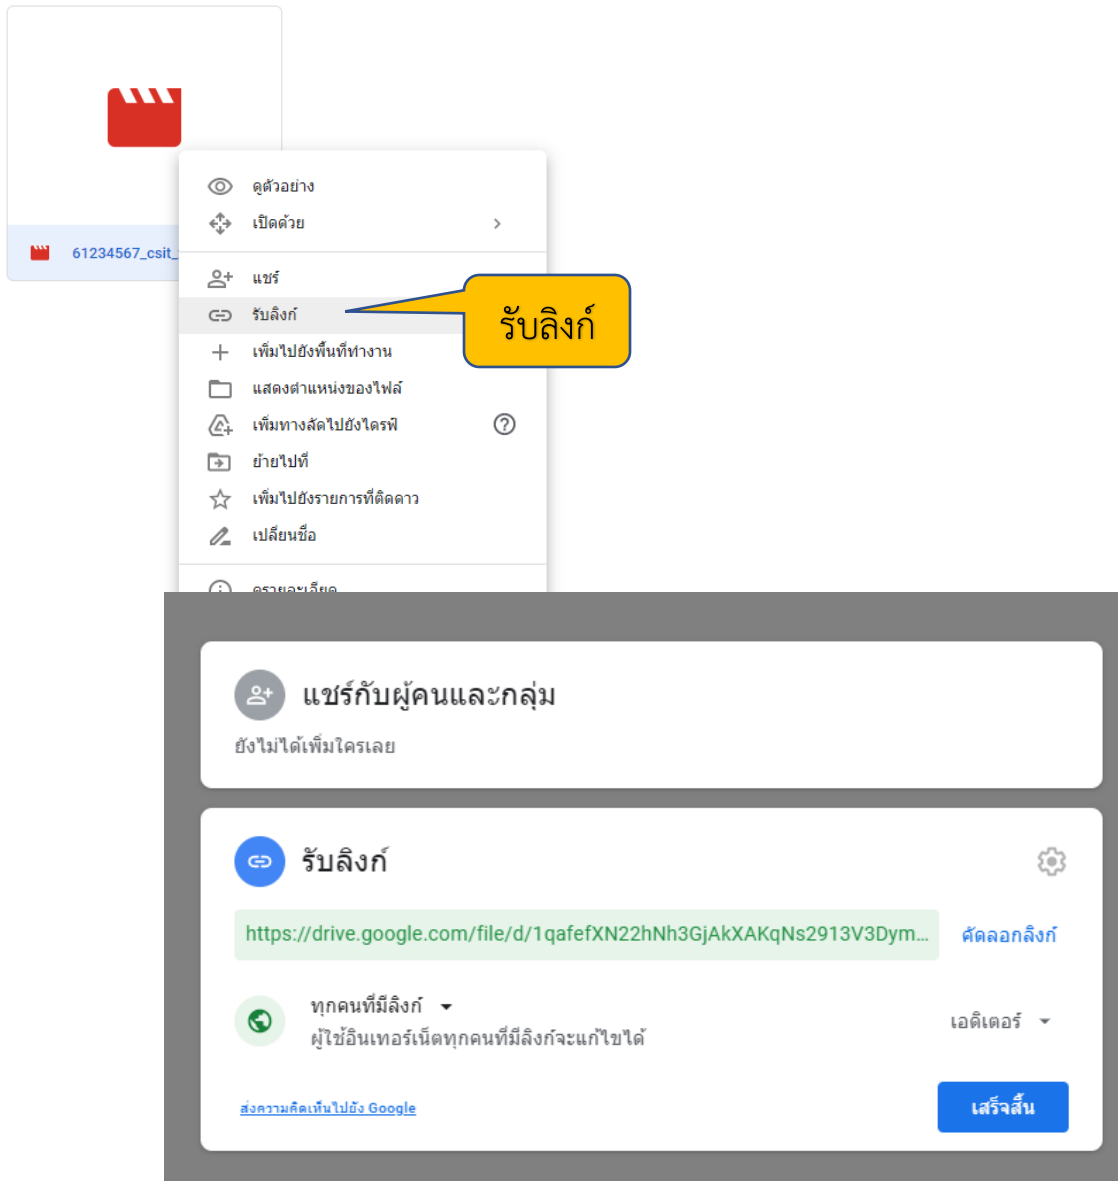 61234567_csit_
ดูตัวอย่าง
เปิดด้วย
แชร์
รับลิงก์
รับลิงก์
เพิ่มไปยังพื้นที่ทำงาน
แสดงตำแหน่งของไฟล์
เพิ่มทางลัดไปยังไดรฟ์
ย้ายไปที่
เพิ่มไปยังรายการที่ติดดาว
เปลี่ยนชื่อ
ดูรายละเอียด
แชร์กับผู้คนและกลุ่ม
ยังไม่ได้เพิ่มใครเลย
รับลิงก์
https://drive.google.com/file/d/1qafefXN22hNh3GjAkXAKqNs2913V3Dym... คัดลอกลิงก์
ทุกคนที่มีลิงก์
ผู้ใช้อินเทอร์เน็ตทุกคนที่มีลิงก์จะแก้ไขได้
เอดิเตอร์
ส่งความคิดเห็นไปยัง Google
เสร็จสิ้น